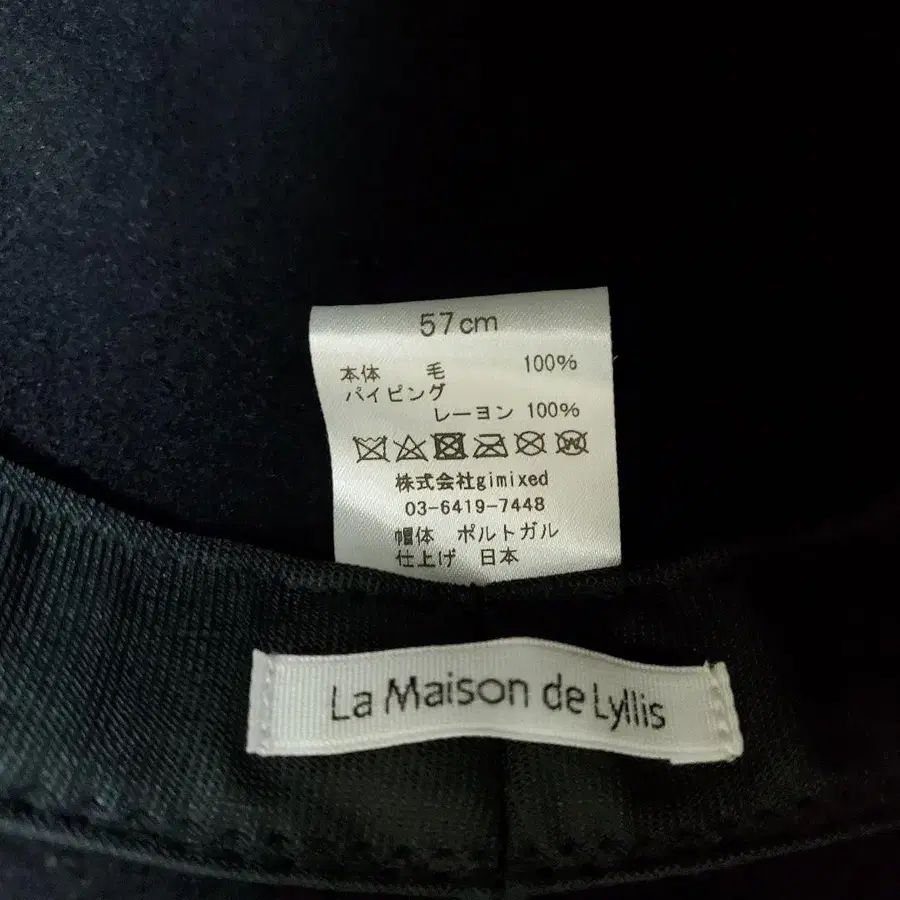 57cm
本体 毛 100%
パイピング
レーヨン 100%
株式会社gimixed
03-6419-7448
帽体 ポルトガル
仕上げ 日本
La Maison de Lyllis